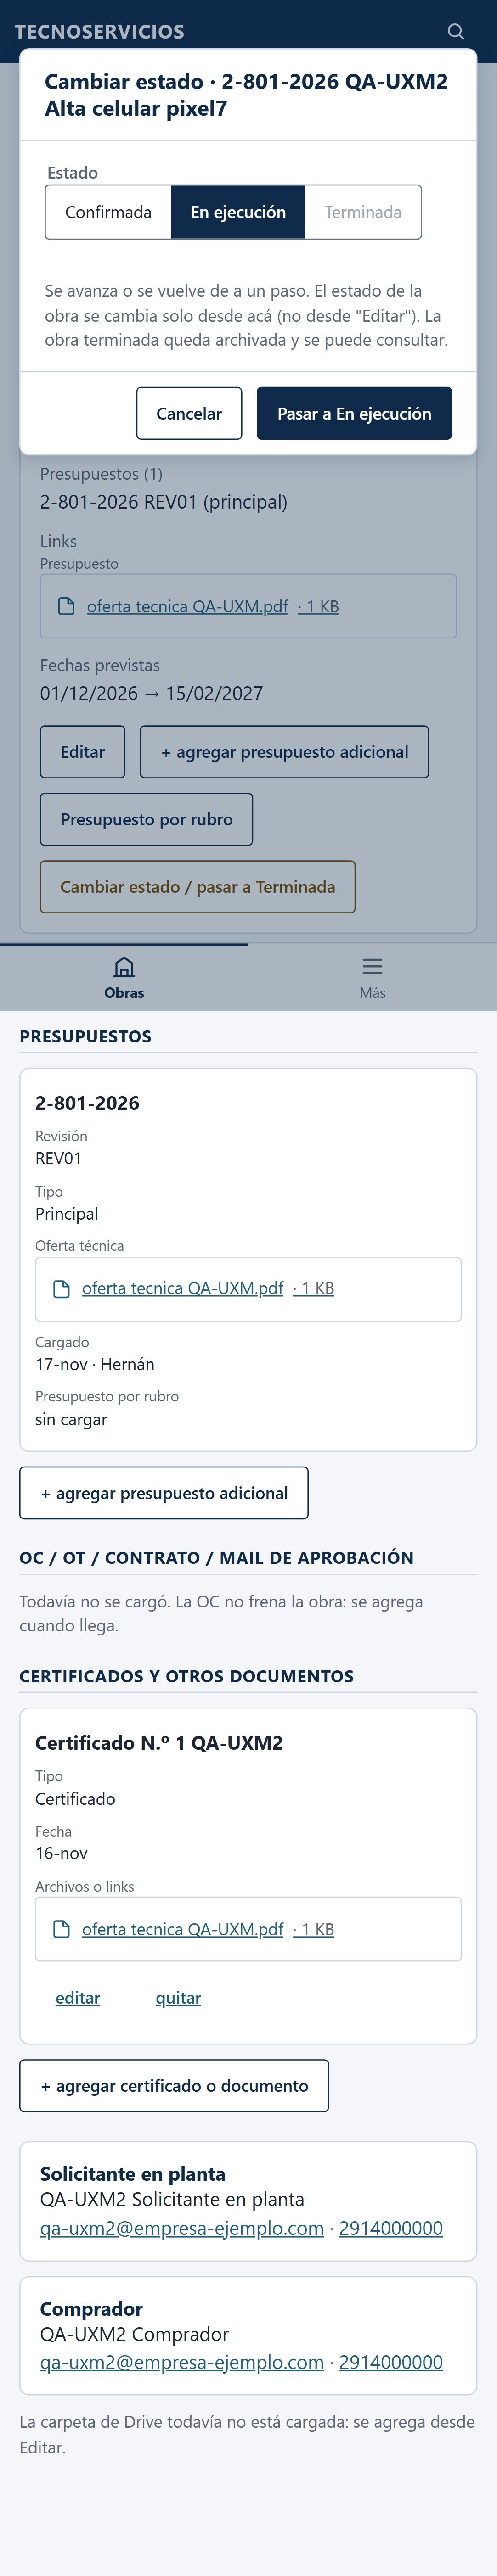 TECNOSERVICIOS
Cambiar estado · 2-801-2026 QA-UXM2
Alta celular pixel7
Estado
Confirmada
En ejecución
Terminada
Se avanza o se vuelve de a un paso. El estado de la
obra se cambia solo desde acá (no desde "Editar"). La
obra terminada queda archivada y se puede consultar.
Cancelar
Pasar a En ejecución
Presupuestos (1)
2-801-2026 REV01 (principal)
Links
Presupuesto
oferta tecnica QA-UXM.pdf · 1 KB
Fechas previstas
01/12/2026 → 15/02/2027
Editar
+ agregar presupuesto adicional
Presupuesto por rubro
Cambiar estado / pasar a Terminada
Obras
Más
PRESUPUESTOS
2-801-2026
Revisión
REV01
Tipo
Principal
Oferta técnica
oferta tecnica QA-UXM.pdf · 1 KB
Cargado
17-nov · Hernán
Presupuesto por rubro
sin cargar
+ agregar presupuesto adicional
OC / OT / CONTRATO / MAIL DE APROBACIÓN
Todavía no se cargó. La OC no frena la obra: se agrega
cuando llega.
CERTIFICADOS Y OTROS DOCUMENTOS
Certificado N.º 1 QA-UXM2
Tipo
Certificado
Fecha
16-nov
Archivos o links
oferta tecnica QA-UXM.pdf · 1 KB
editar
quitar
+ agregar certificado o documento
Solicitante en planta
QA-UXM2 Solicitante en planta
qa-uxm2@empresa-ejemplo.com · 2914000000
Comprador
QA-UXM2 Comprador
qa-uxm2@empresa-ejemplo.com · 2914000000
La carpeta de Drive todavía no está cargada: se agrega desde
Editar.